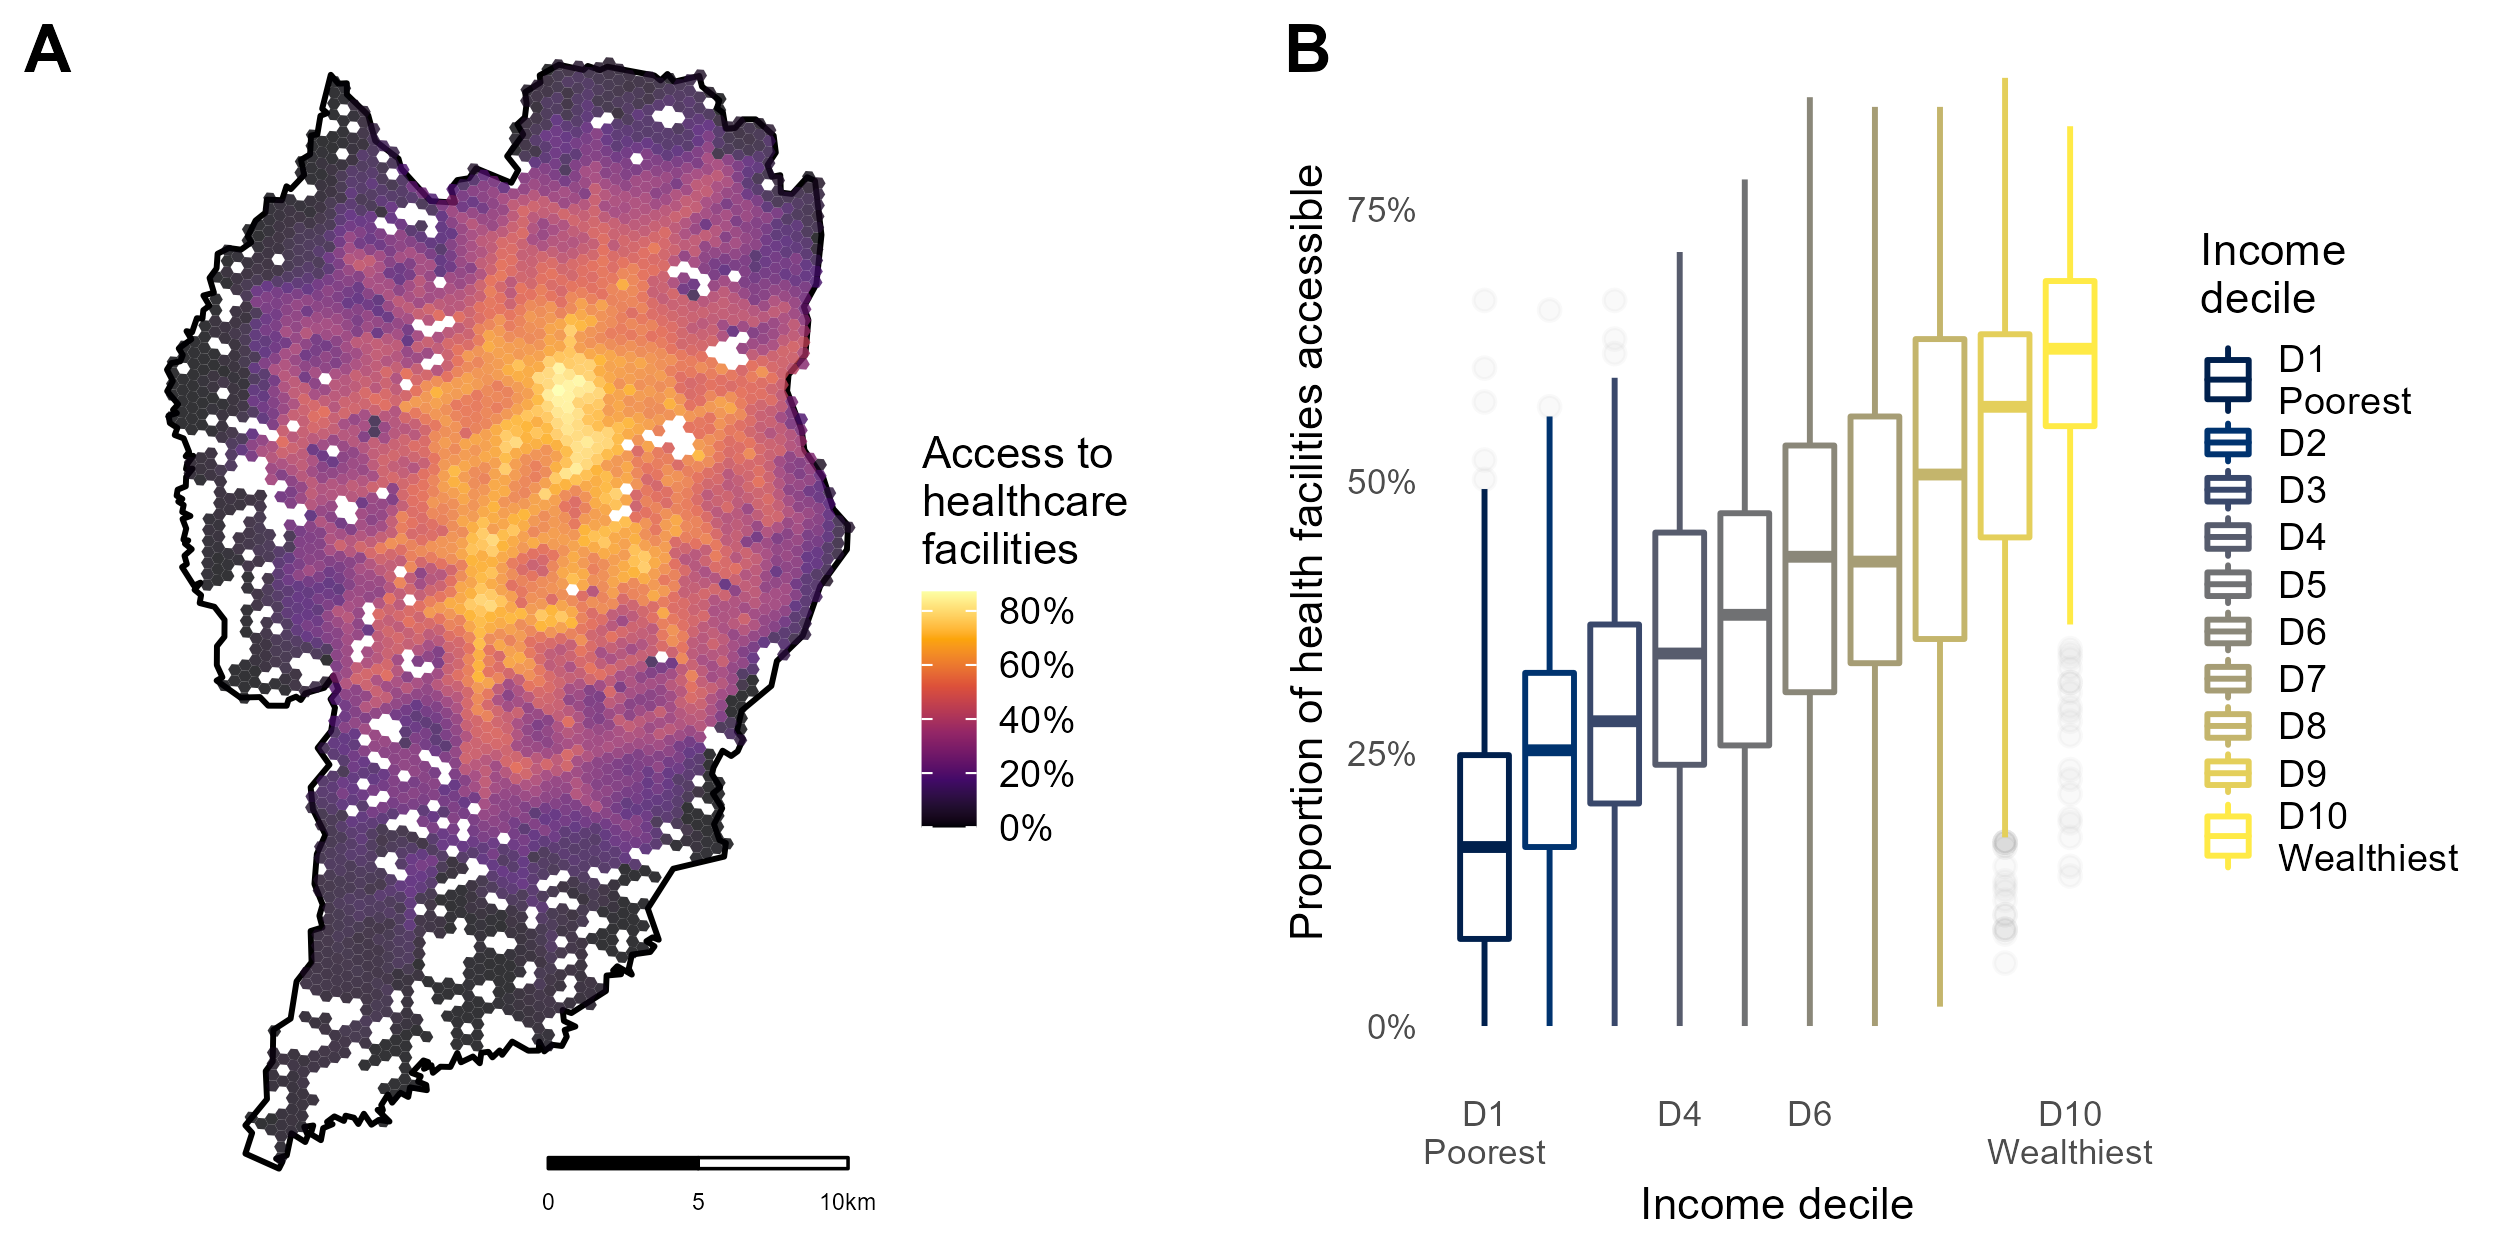 A
Access to
healthcare
facilities
80%
60%
40%
20%
0%
0
5
10km
B
Proportion of health facilities accessible
75%
50%
25%
0%
D1
Poorest
D4
D6
D10
Wealthiest
Income decile
Income
decile
D1
Poorest
D2
D3
D4
D5
D6
D7
D8
D9
D10
Wealthiest